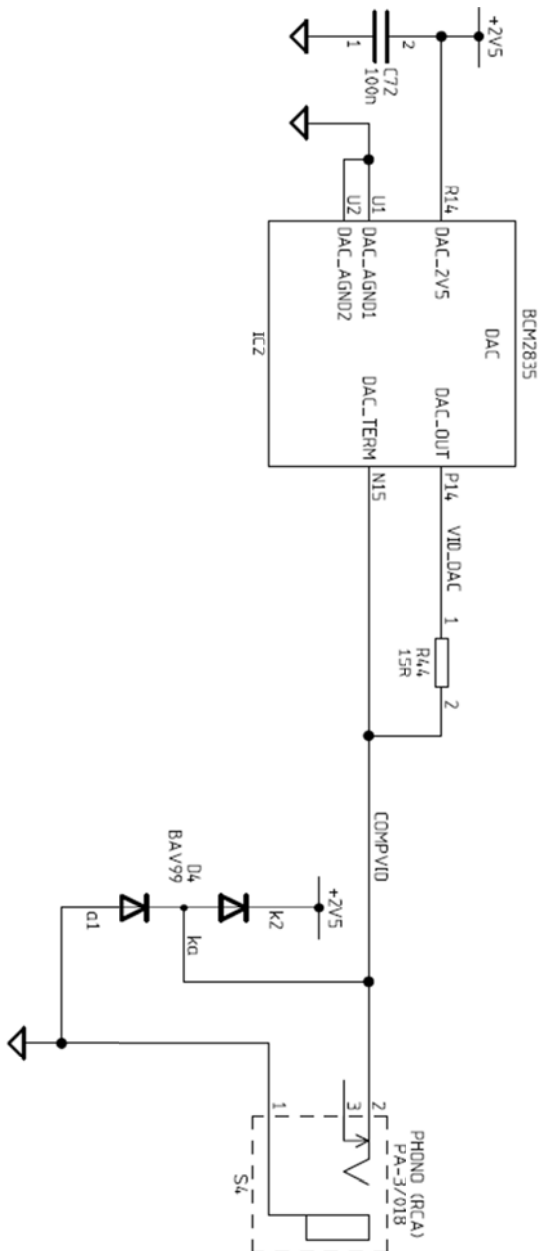 +2V5
1
2
C72
100n
R14
U1
U2
DAC_2V5
DAC_AGND1
DAC_AGND2
BCM2835
DAC
IC2
DAC_OUT
DAC_TERM
P14
N15
VID_DAC
1
R44
15R
2
COMPVID
+2V5
D4
BAV99
k2
ka
a1
2
3
1
PHONO (RCA)
PA-3/018
S4